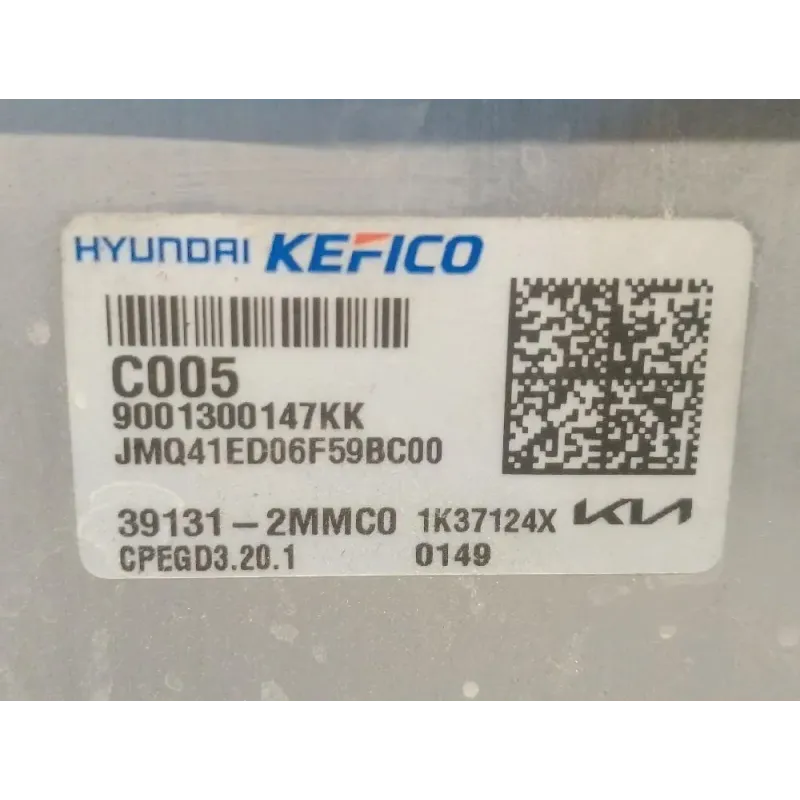 HYUNDAI KEFICO
C005
9001300147KK
JMQ41ED06F59BC00
39131-2MMC0 1K37124X KIA
CPEGD3.20.1 0149